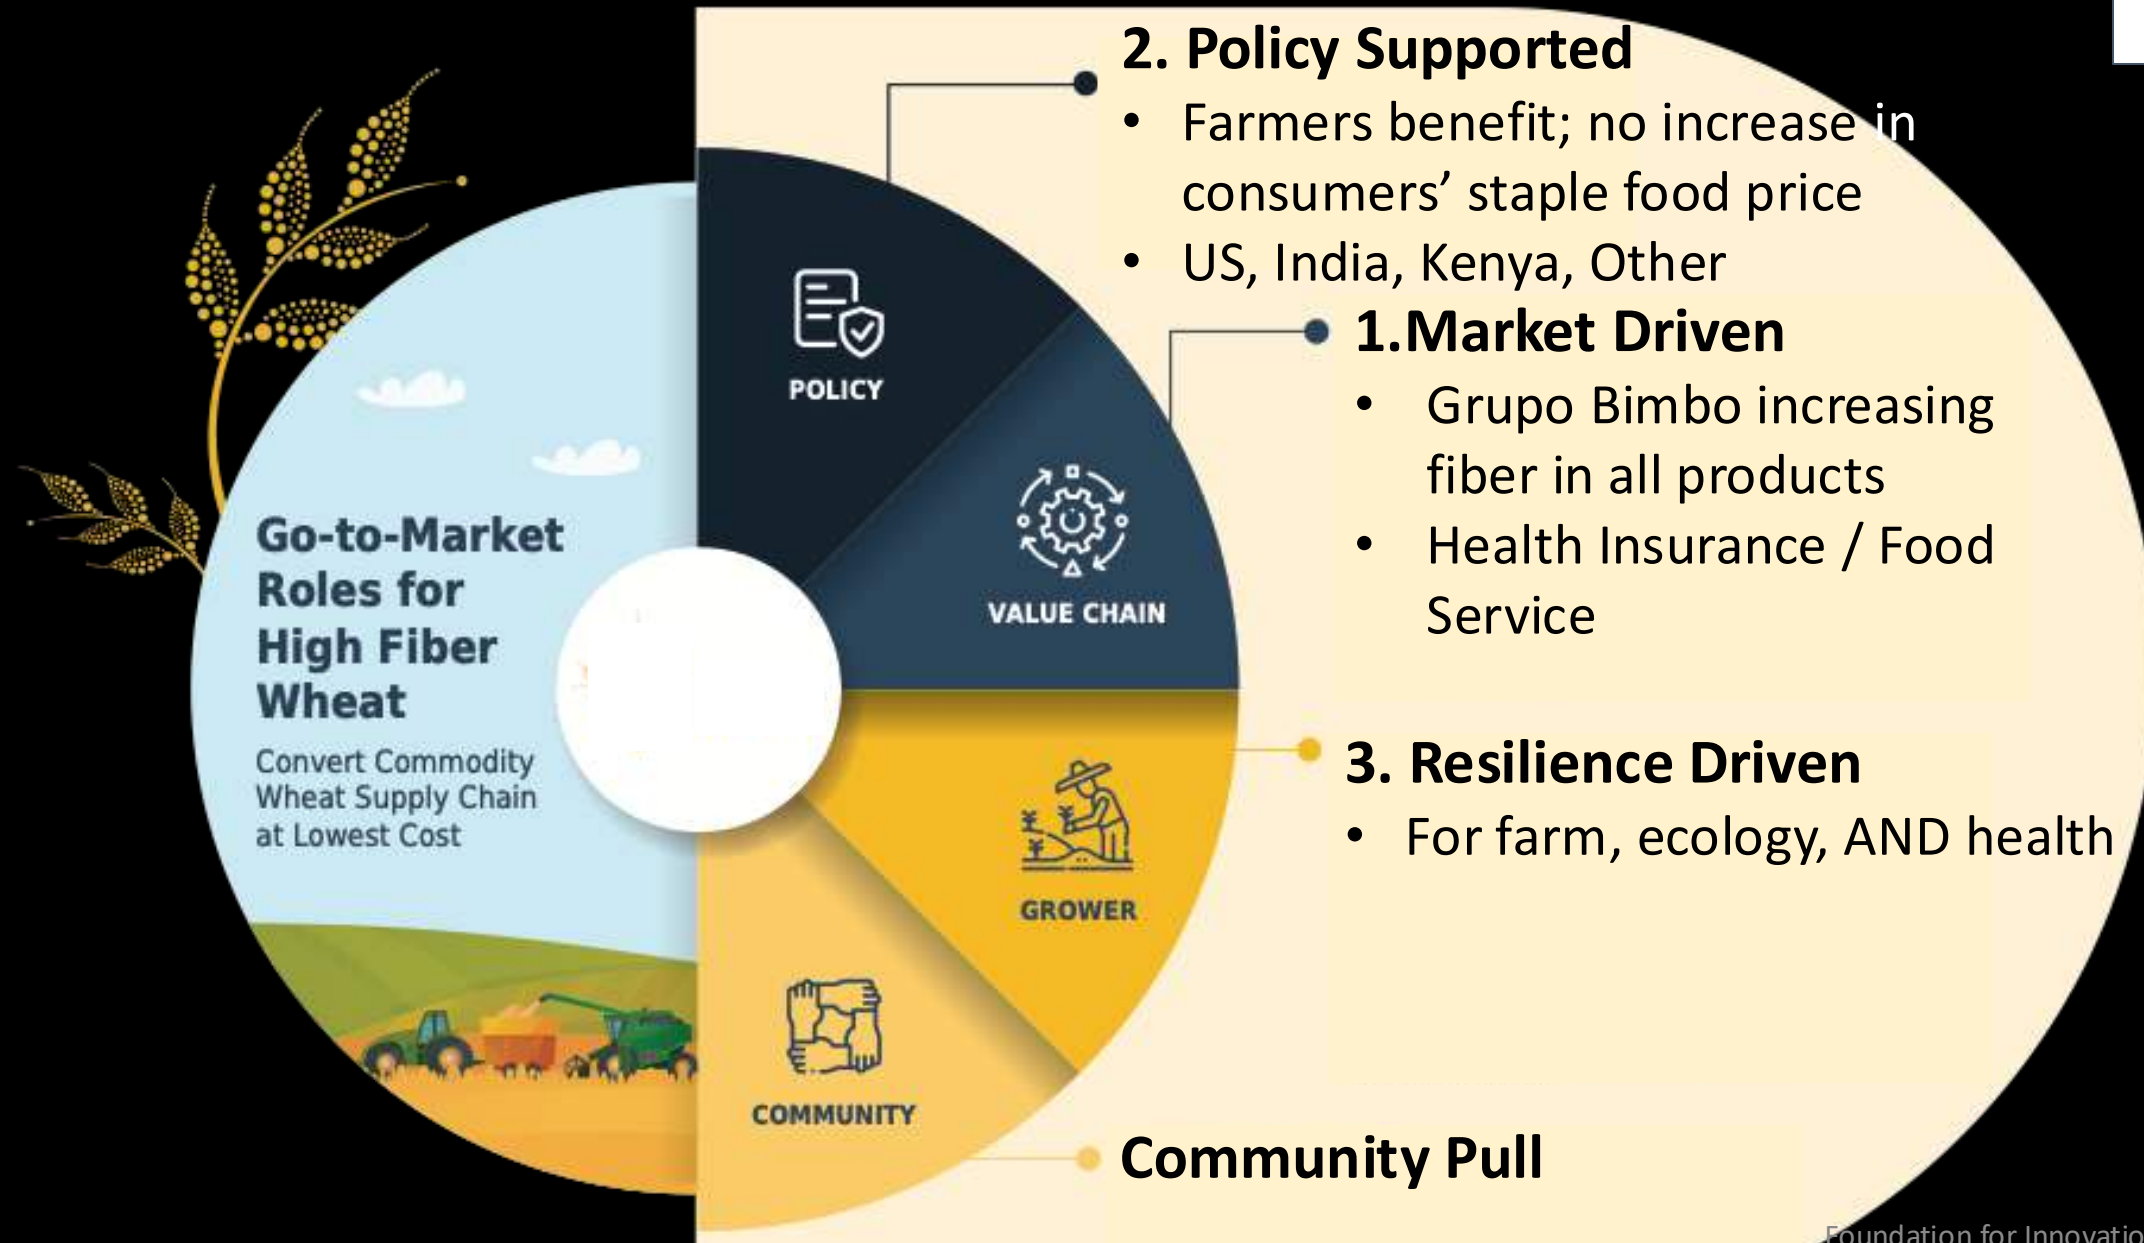 Go-to-Market
Roles for
High Fiber
Wheat
Convert Commodity
Wheat Supply Chain
at Lowest Cost
POLICY
VALUE CHAIN
GROWER
COMMUNITY
2. Policy Supported
• Farmers benefit; no increase in
consumers’ staple food price
• US, India, Kenya, Other
1.Market Driven
• Grupo Bimbo increasing
fiber in all products
• Health Insurance / Food
Service
3. Resilience Driven
• For farm, ecology, AND health
Community Pull
Foundation for Innovatio